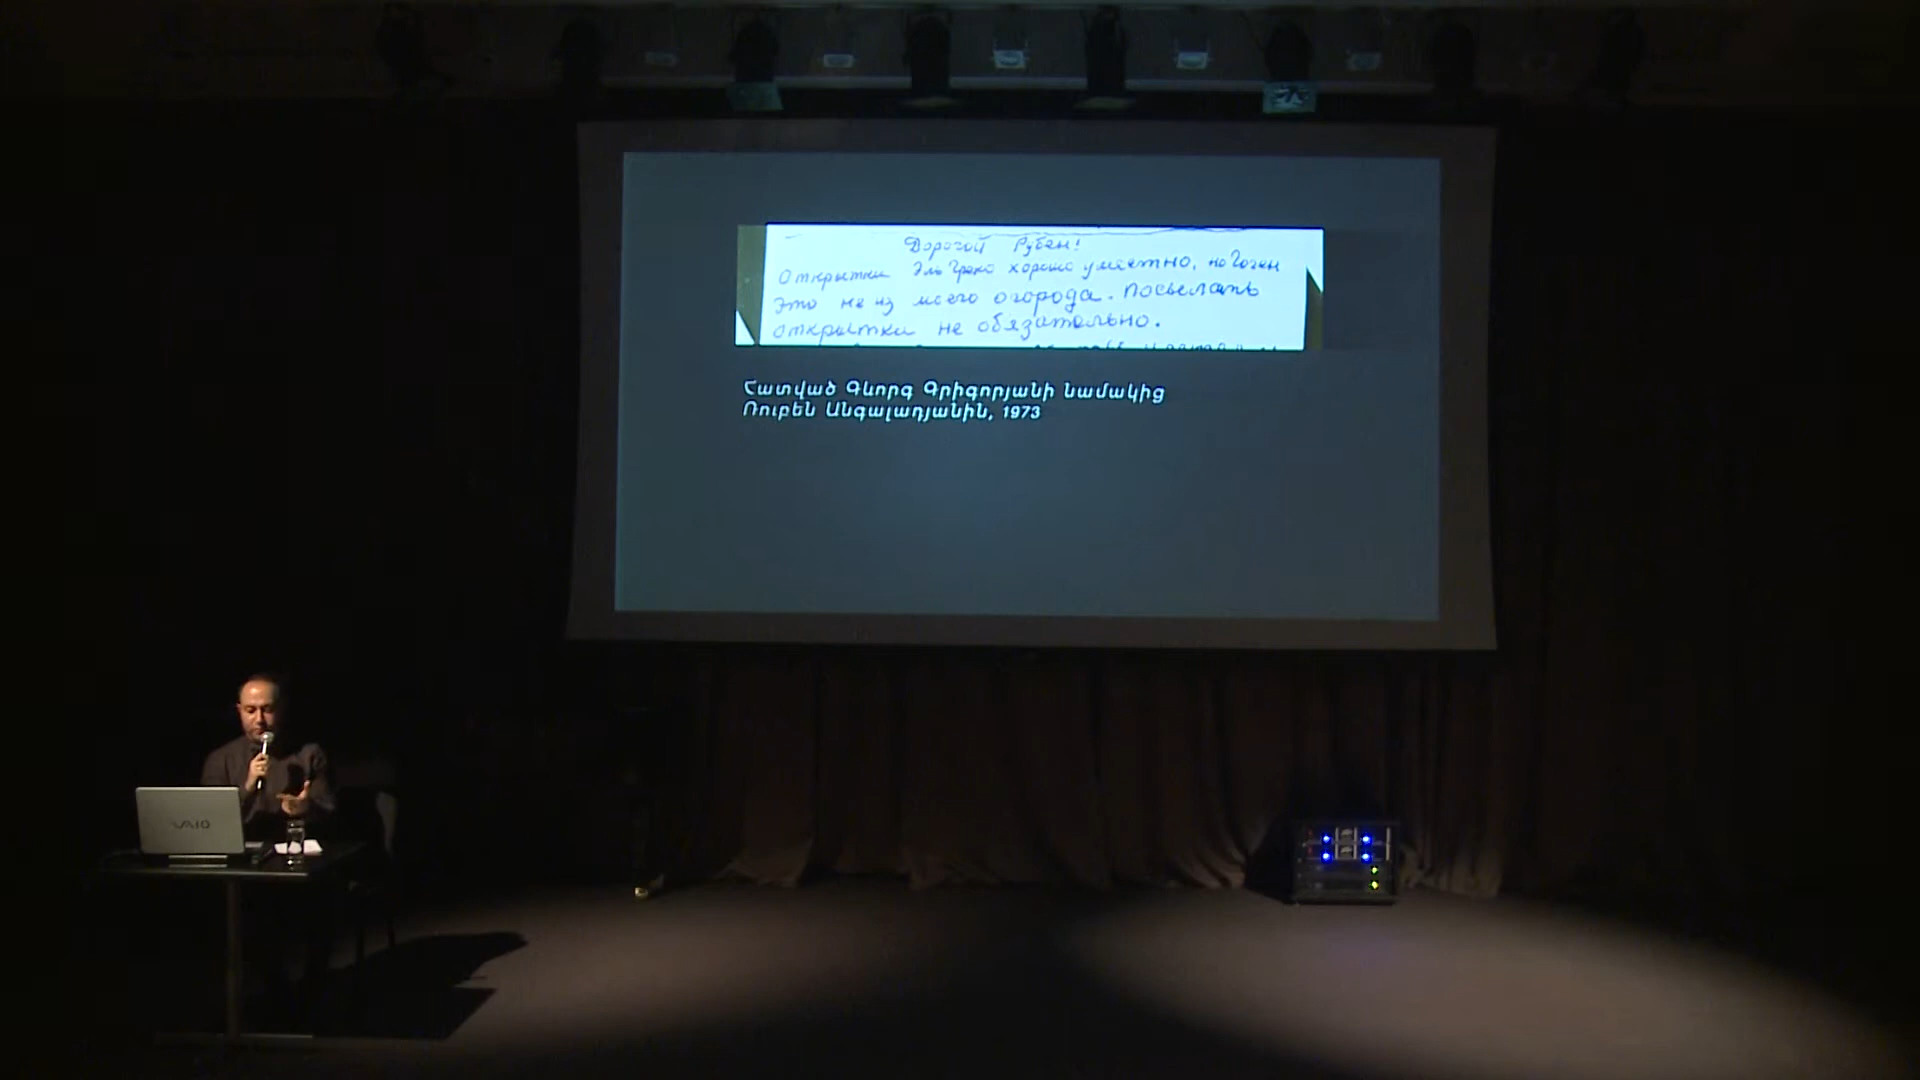 Дорогой Рубен!
Открытки Эль Греко хорошо уместно, но Гоген
это не из моего огорода. Посылать
открытки не обязательно.
Հատված Գևորգ Գրիգորյանի նամակից
Ռուբեն Անգալադյանին, 1973
VAIO